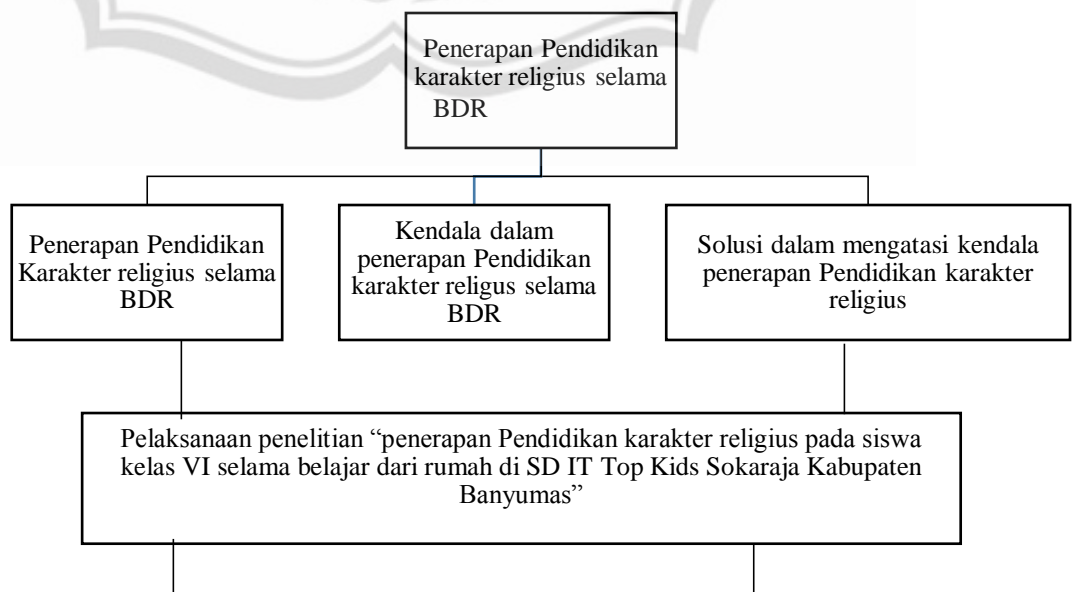 Penerapan Pendidikan
karakter religius selama
BDR
Penerapan Pendidikan
Karakter religius selama
BDR
Kendala dalam
penerapan Pendidikan
karakter religus selama
BDR
Solusi dalam mengatasi kendala
penerapan Pendidikan karakter
religius
Pelaksanaan penelitian “penerapan Pendidikan karakter religius pada siswa
kelas VI selama belajar dari rumah di SD IT Top Kids Sokaraja Kabupaten
Banyumas”